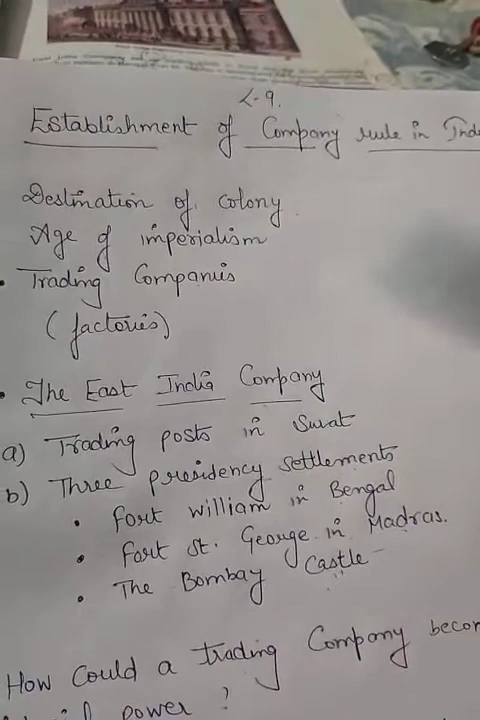 L-9.
Establishment of Company rule in Ind
Destination of colony.
Age of imperialism
• Trading Companies
(factories)
• The East India Company
a) Trading posts in Surat
b) Three presidency settlements
• Fort William in Bengal
• Fort St. George in Madras.
• The Bombay Castle
How could a trading Company becom
power ?